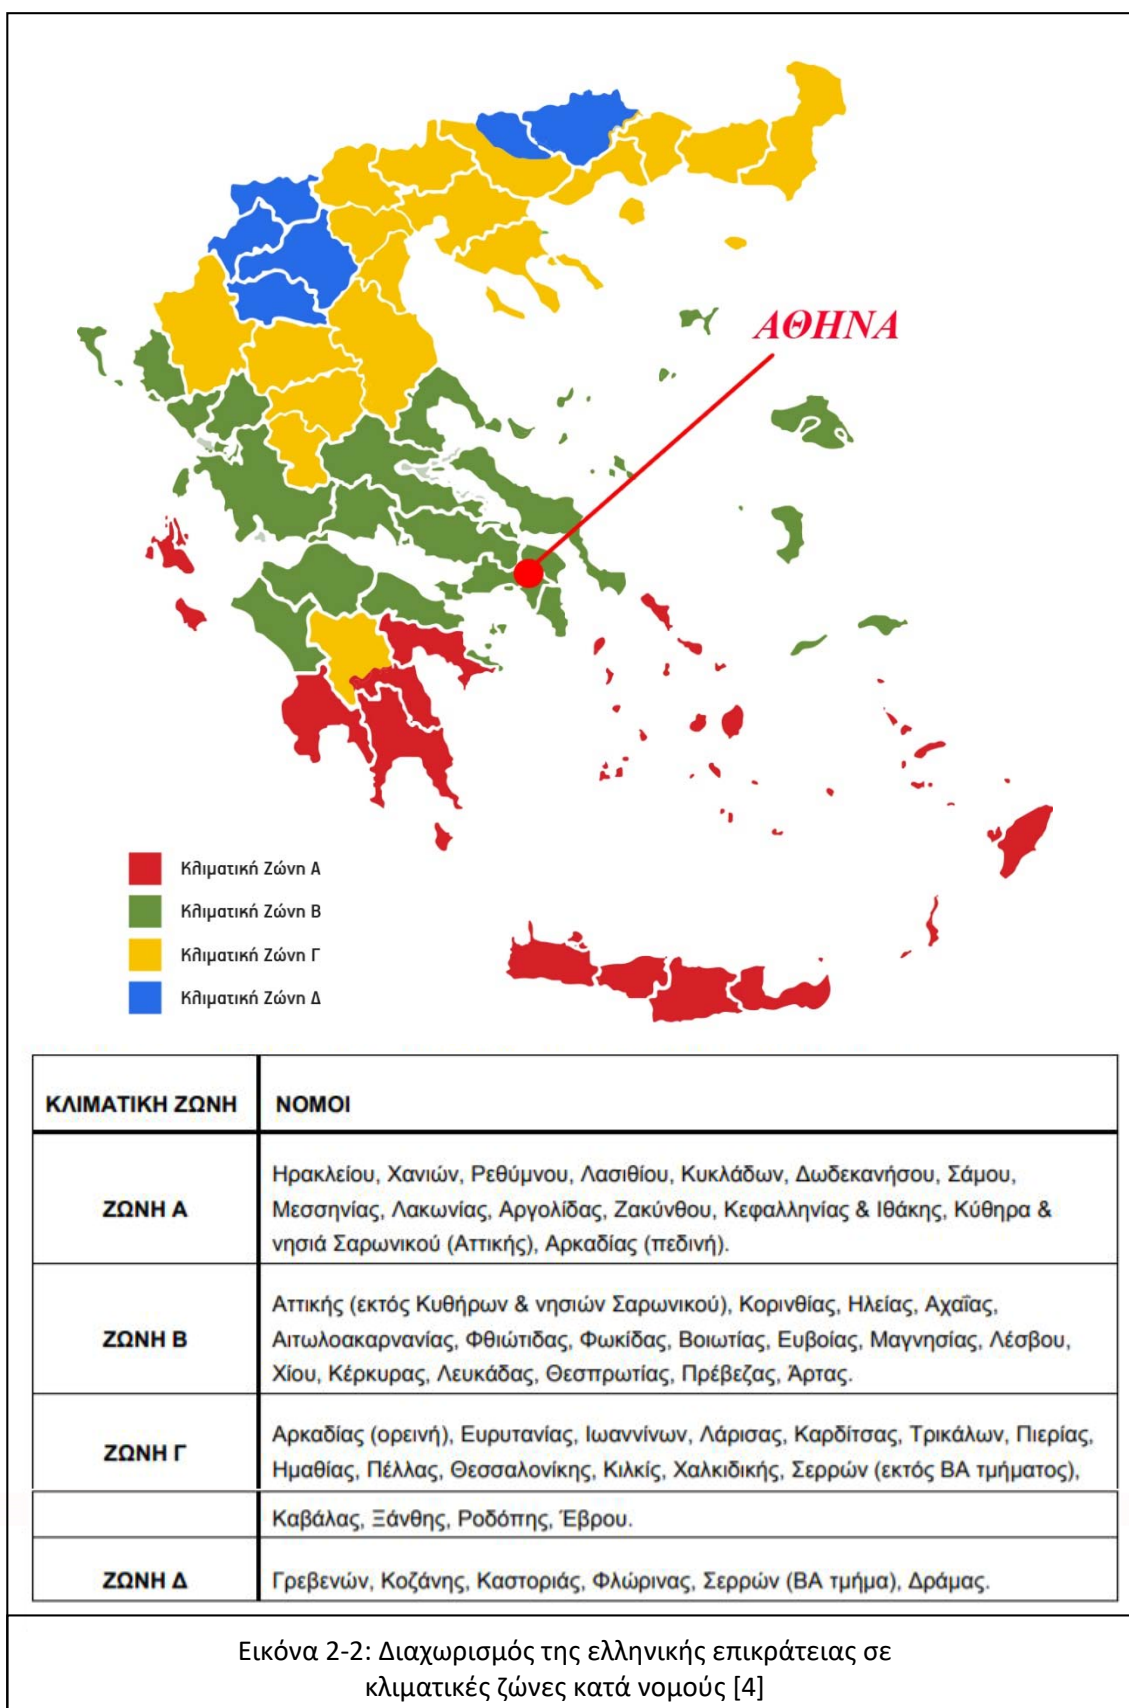 ΑΘΗΝΑ
Κλιματική Ζώνη Α
Κλιματική Ζώνη Β
Κλιματική Ζώνη Γ
Κλιματική Ζώνη Δ
ΚΛΙΜΑΤΙΚΗ ΖΩΝΗ ΝΟΜΟΙ
ΖΩΝΗ Α
Ηρακλείου, Χανιών, Ρεθύμνου, Λασιθίου, Κυκλάδων, Δωδεκανήσου, Σάμου,
Μεσσηνίας, Λακωνίας, Αργολίδας, Ζακύνθου, Κεφαλληνίας & Ιθάκης, Κύθηρα &
νησιά Σαρωνικού (Αττικής), Αρκαδίας (πεδινή).
ΖΩΝΗ Β
Αττικής (εκτός Κυθήρων & νησιών Σαρωνικού), Κορινθίας, Ηλείας, Αχαΐας,
Αιτωλοακαρνανίας, Φθιώτιδας, Φωκίδας, Βοιωτίας, Ευβοίας, Μαγνησίας, Λέσβου,
Χίου, Κέρκυρας, Λευκάδας, Θεσπρωτίας, Πρέβεζας, Άρτας.
ΖΩΝΗ Γ
Αρκαδίας (ορεινή), Ευρυτανίας, Ιωαννίνων, Λάρισας, Καρδίτσας, Τρικάλων, Πιερίας,
Ημαθίας, Πέλλας, Θεσσαλονίκης, Κιλκίς, Χαλκιδικής, Σερρών (εκτός ΒΑ τμήματος),
Καβάλας, Ξάνθης, Ροδόπης, Έβρου.
ΖΩΝΗ Δ
Γρεβενών, Κοζάνης, Καστοριάς, Φλώρινας, Σερρών (ΒΑ τμήμα), Δράμας.
Εικόνα 2-2: Διαχωρισμός της ελληνικής επικράτειας σε
κλιματικές ζώνες κατά νομούς [4]